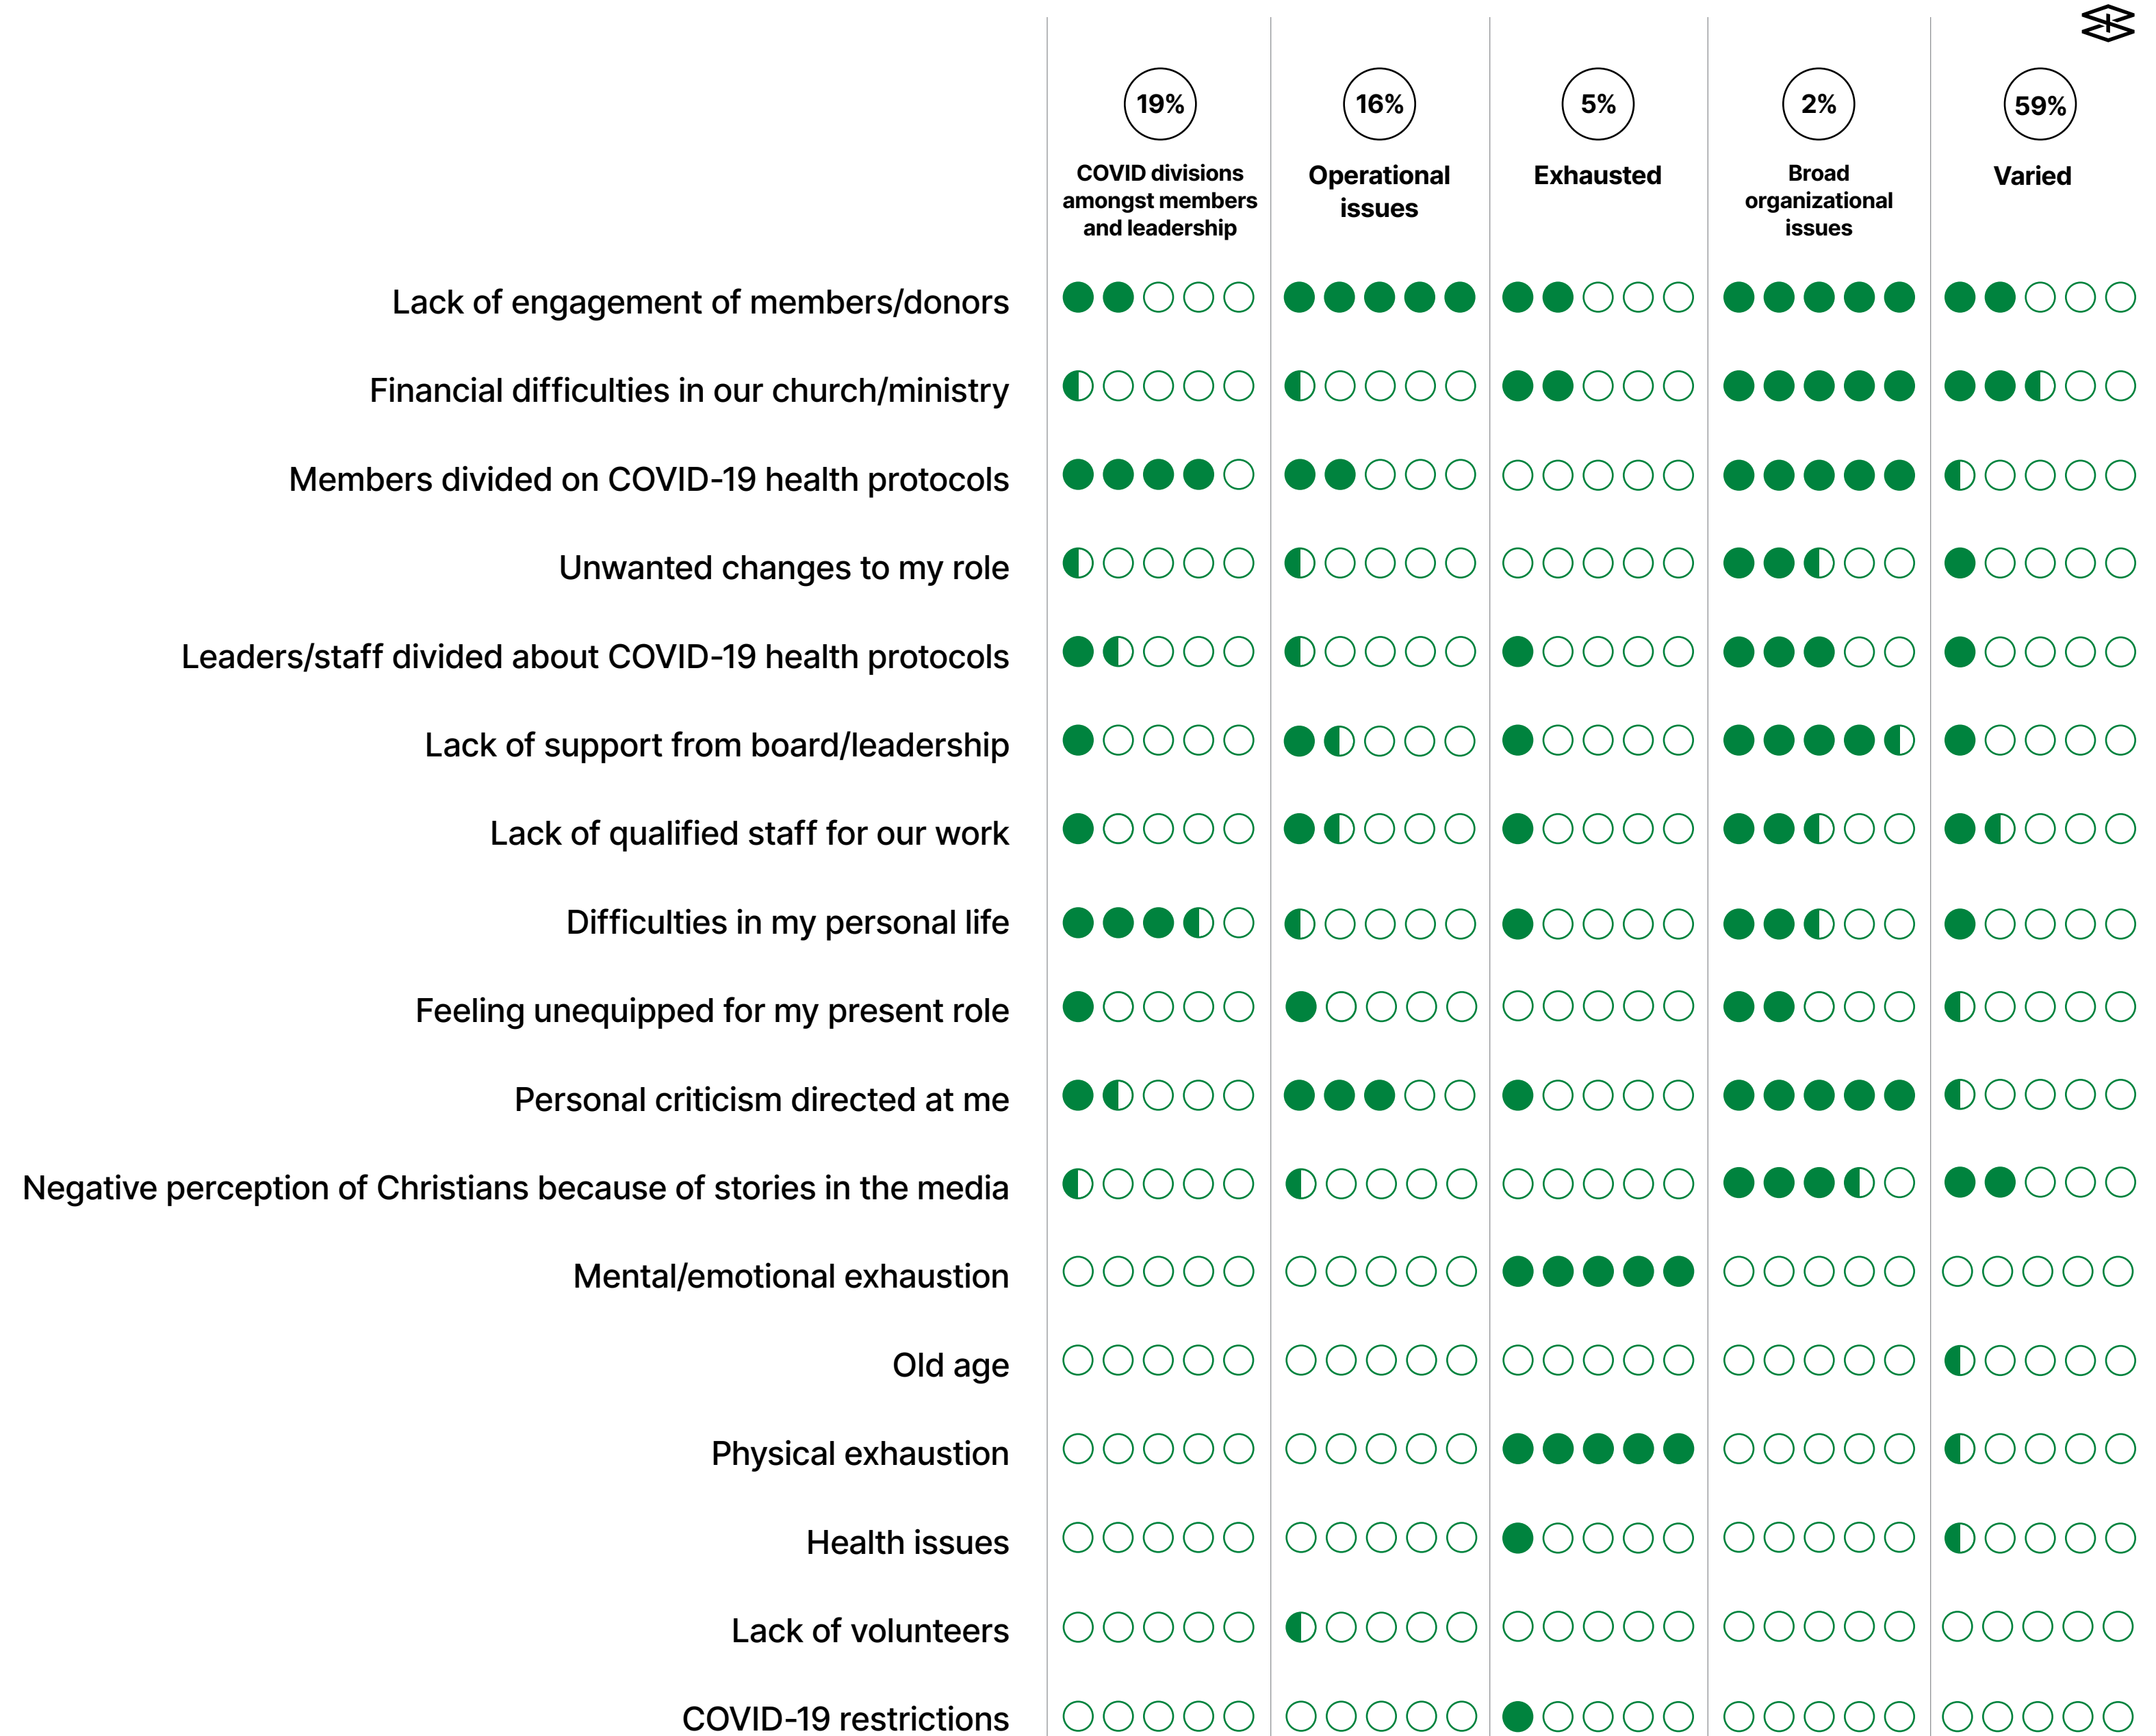 19%
16%
5%
2%
59%
COVID divisions
amongst members
and leadership
Operational
issues
Exhausted
Broad
organizational
issues
Varied
Lack of engagement of members/donors
Financial difficulties in our church/ministry
Members divided on COVID-19 health protocols
Unwanted changes to my role
Leaders/staff divided about COVID-19 health protocols
Lack of support from board/leadership
Lack of qualified staff for our work
Difficulties in my personal life
Feeling unequipped for my present role
Personal criticism directed at me
Negative perception of Christians because of stories in the media
Mental/emotional exhaustion
Old age
Physical exhaustion
Health issues
Lack of volunteers
COVID-19 restrictions